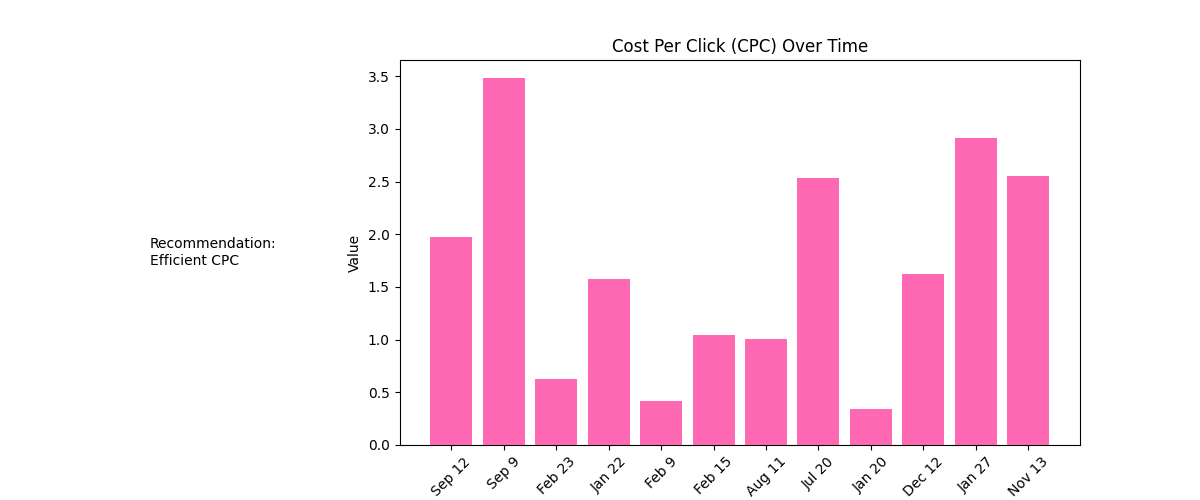 Cost Per Click (CPC) Over Time
Recommendation:
Efficient CPC
Value
3.5
3.0
2.5
2.0
1.5
1.0
0.5
0.0
Sep 12
Sep 9
Feb 23
Jan 22
Feb 9
Feb 15
Aug 11
Jul 20
Jan 20
Dec 12
Jan 27
Nov 13